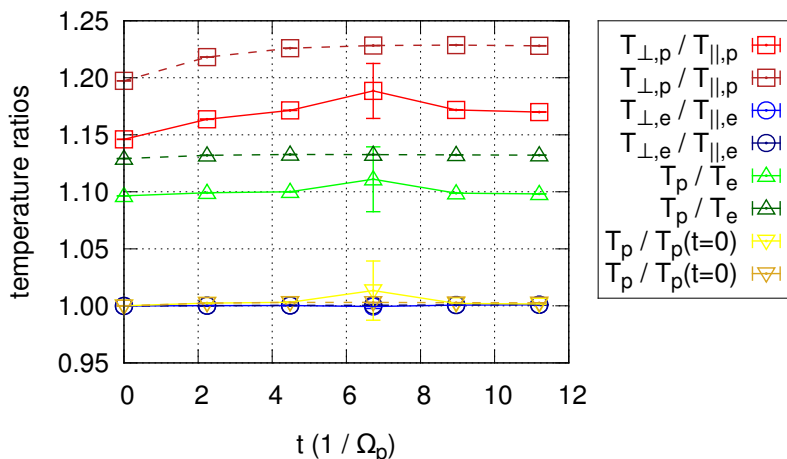 temperature ratios
1.25
1.20
1.15
1.10
1.05
1.00
0.95
0 2 4 6 8 10 12
t (1 / Ωp)
T⊥,p / T||,p
T⊥,p / T||,p
T⊥,e / T||,e
T⊥,e / T||,e
Tp / Te
Tp / Te
Tp / Tp(t=0)
Tp / Tp(t=0)